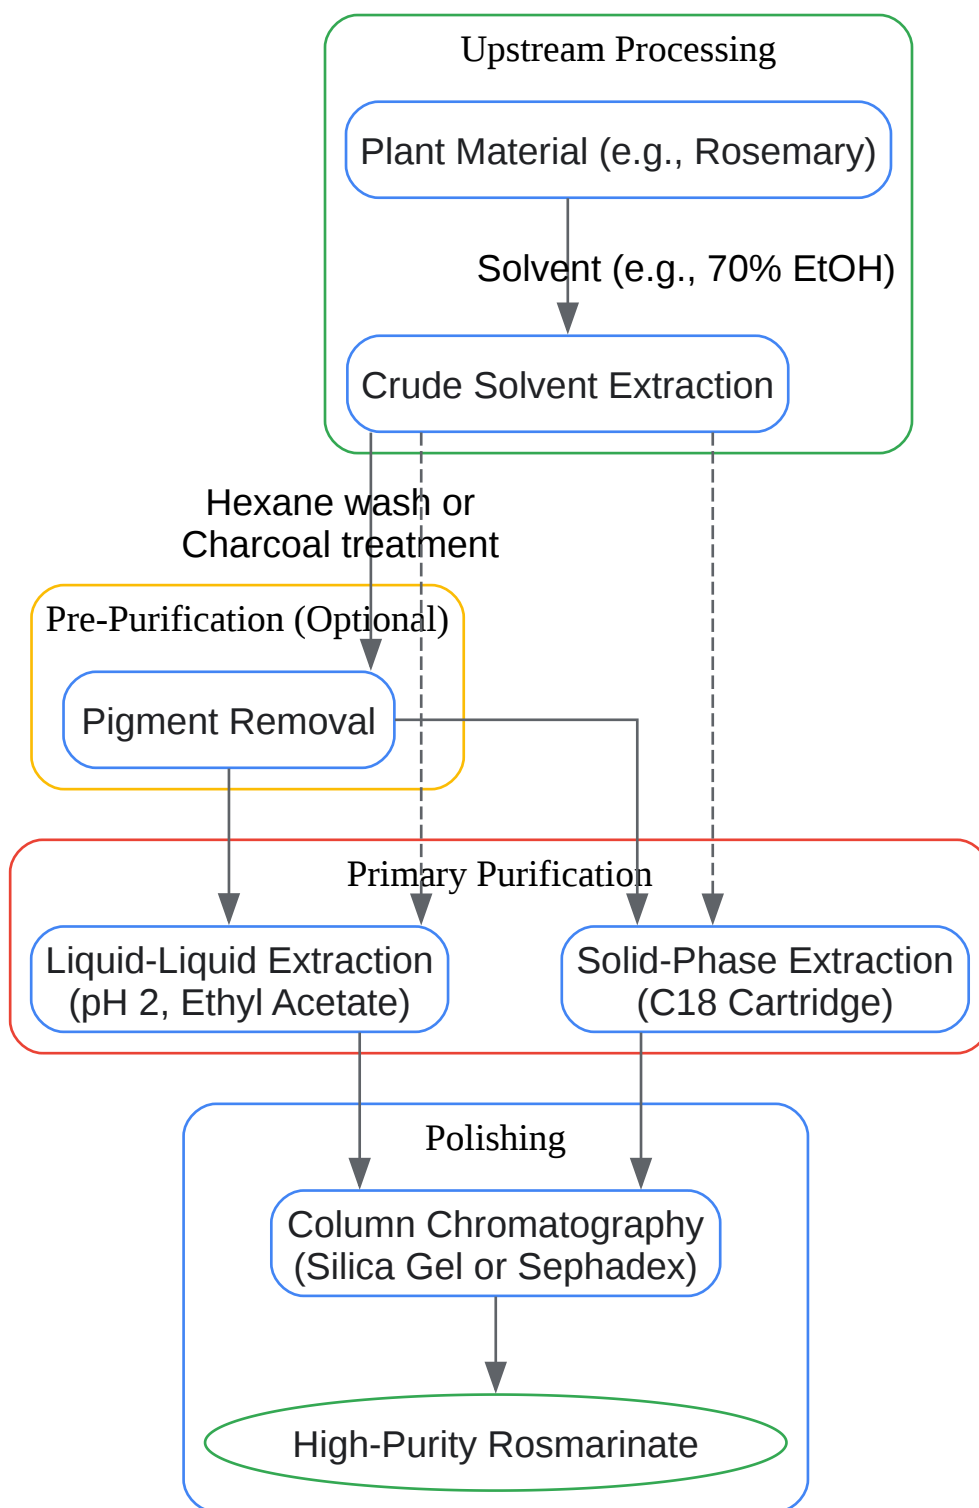 Upstream Processing
Plant Material (e.g., Rosemary)
Solvent (e.g., 70% EtOH)
Crude Solvent Extraction
Hexane wash or
Charcoal treatment
Pre-Purification (Optional)
Pigment Removal
Primary Purification
Liquid-Liquid Extraction
(pH 2, Ethyl Acetate)
Solid-Phase Extraction
(C18 Cartridge)
Polishing
Column Chromatography
(Silica Gel or Sephadex)
High-Purity Rosmarinate